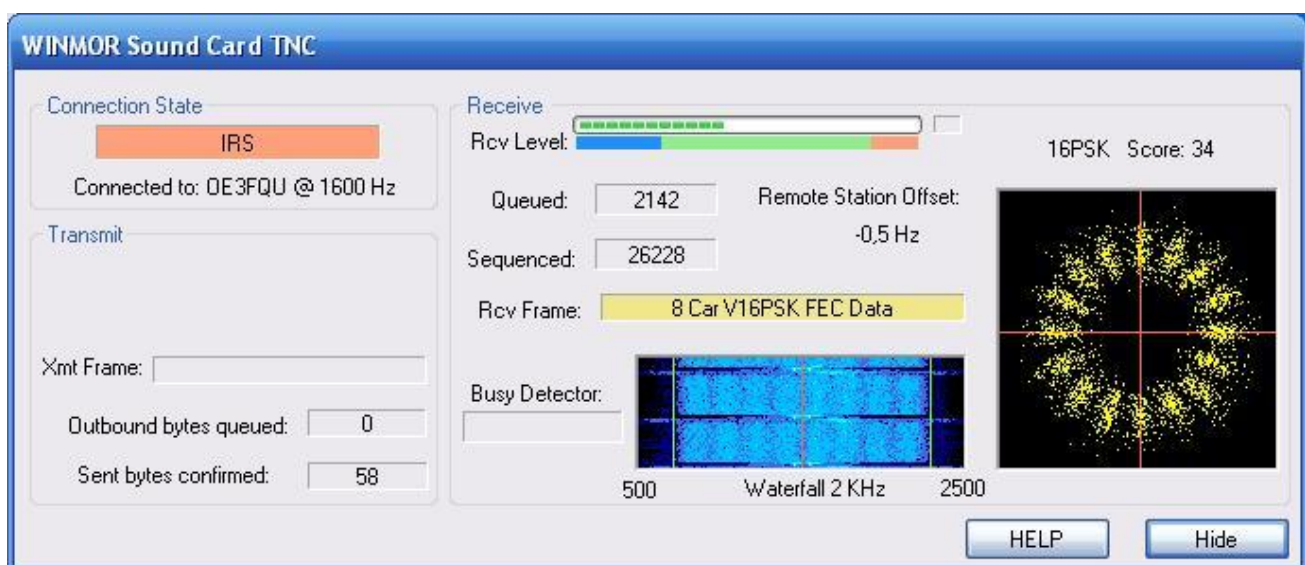 WINMOR Sound Card TNC
Connection State
IRS
Connected to: OE3FQU @ 1600 Hz
Transmit
Xmt Frame:
Outbound bytes queued: 0
Sent bytes confirmed: 58
Receive
Rcv Level:
Queued: 2142
Remote Station Offset:
-0,5 Hz
Sequenced: 26228
Rcv Frame: 8 Car V16PSK FEC Data
Busy Detector:
500 Waterfall 2 KHz 2500
16PSK Score: 34
HELP Hide